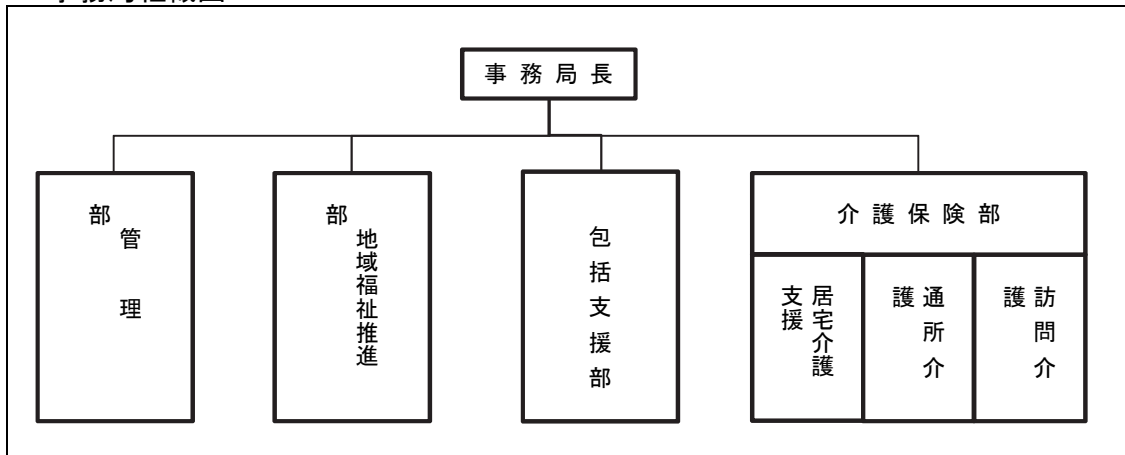 事務局長
管理
部
地域福祉推進
部
包括支援部
介護保険部
居宅介護
支援
通所介
護
訪問介
護